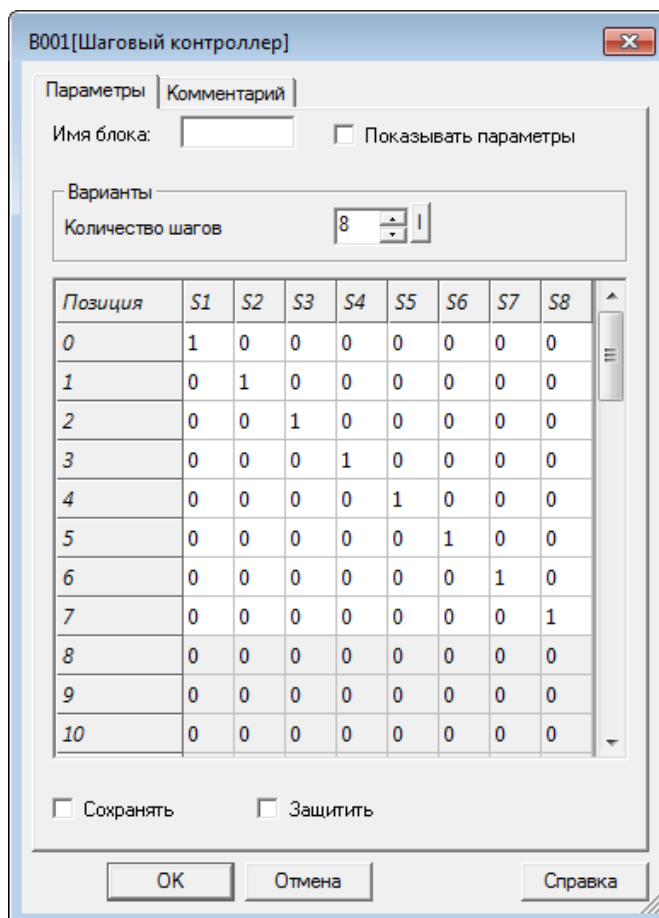 B001[Шаговый контроллер]
Параметры Комментарий
Имя блока: Показывать параметры
Варианты
Количество шагов 8 I
Позиция S1 S2 S3 S4 S5 S6 S7 S8
0 1 0 0 0 0 0 0 0
1 0 1 0 0 0 0 0 0
2 0 0 1 0 0 0 0 0
3 0 0 0 1 0 0 0 0
4 0 0 0 0 1 0 0 0
5 0 0 0 0 0 1 0 0
6 0 0 0 0 0 0 1 0
7 0 0 0 0 0 0 0 1
8 0 0 0 0 0 0 0 0
9 0 0 0 0 0 0 0 0
10 0 0 0 0 0 0 0 0
Сохранять Защитить
OK Отмена Справка